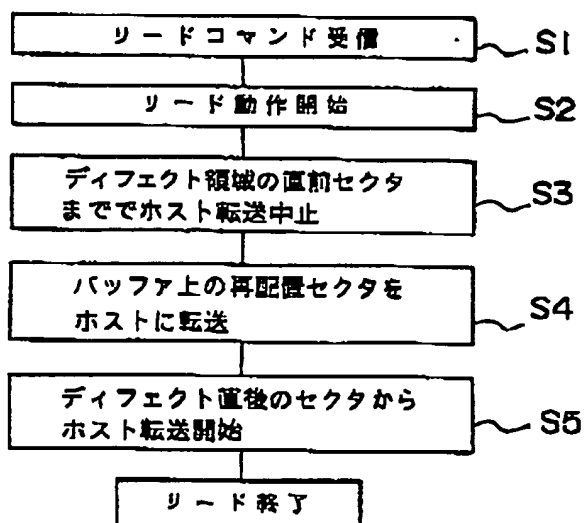 リードコマンド受信
S1
リード動作開始
S2
ディフェクト領域の直前セクタ
まででホスト転送中止
S3
バッファ上の再配置セクタを
ホストに転送
S4
ディフェクト直後のセクタから
ホスト転送開始
S5
リード終了